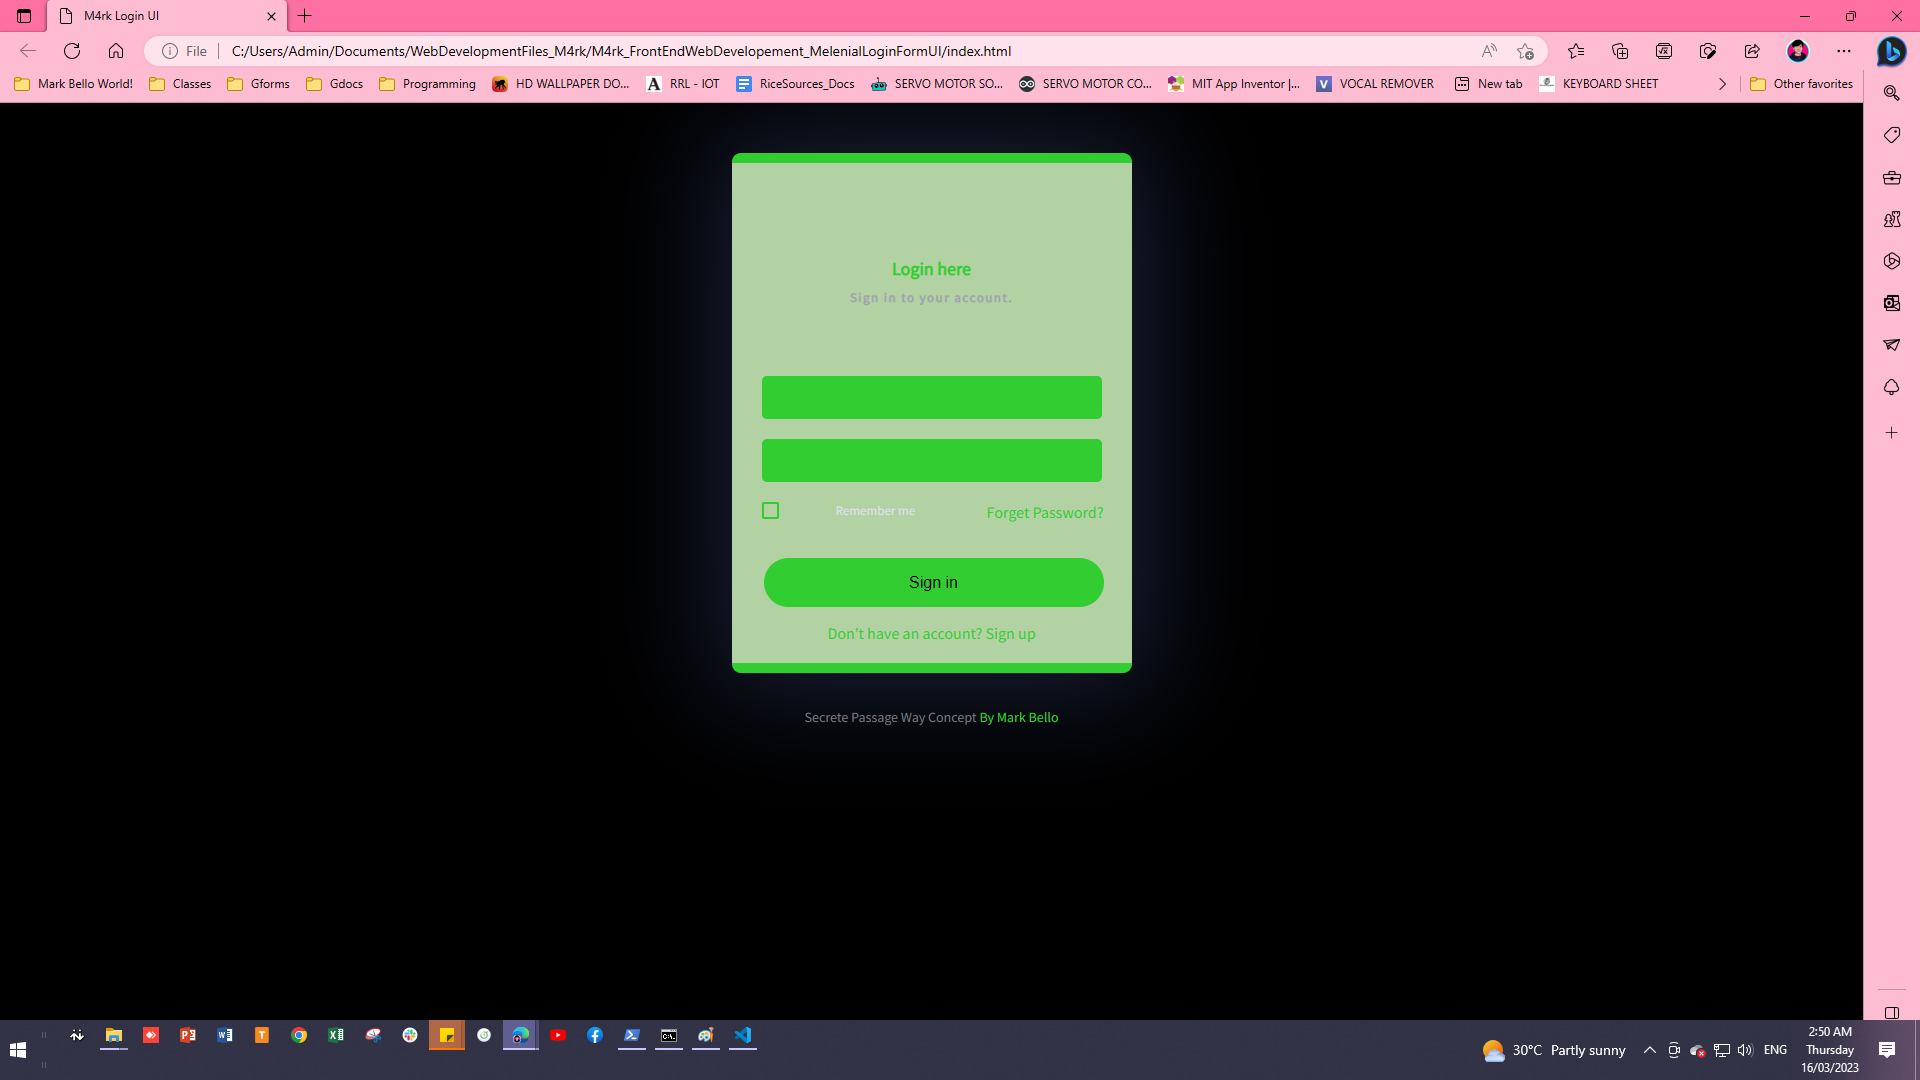 M4rk Login UI
File
C:/Users/Admin/Documents/WebDevelopmentFiles_M4rk/M4rk_FrontEndWebDevelopement_MelenialLoginFormUI/index.html
Mark Bello World! Classes Gforms Gdocs Programming HD WALLPAPER DO... RRL - IOT RiceSources_Docs SERVO MOTOR SO... SERVO MOTOR CO... MIT App Inventor |... VOCAL REMOVER New tab KEYBOARD SHEET Other favorites
Login here
Sign in to your account.
Remember me Forget Password?
Sign in
Don't have an account? Sign up
Secrete Passage Way Concept By Mark Bello
30°C Partly sunny
ENG
2:50 AM
Thursday
16/03/2023